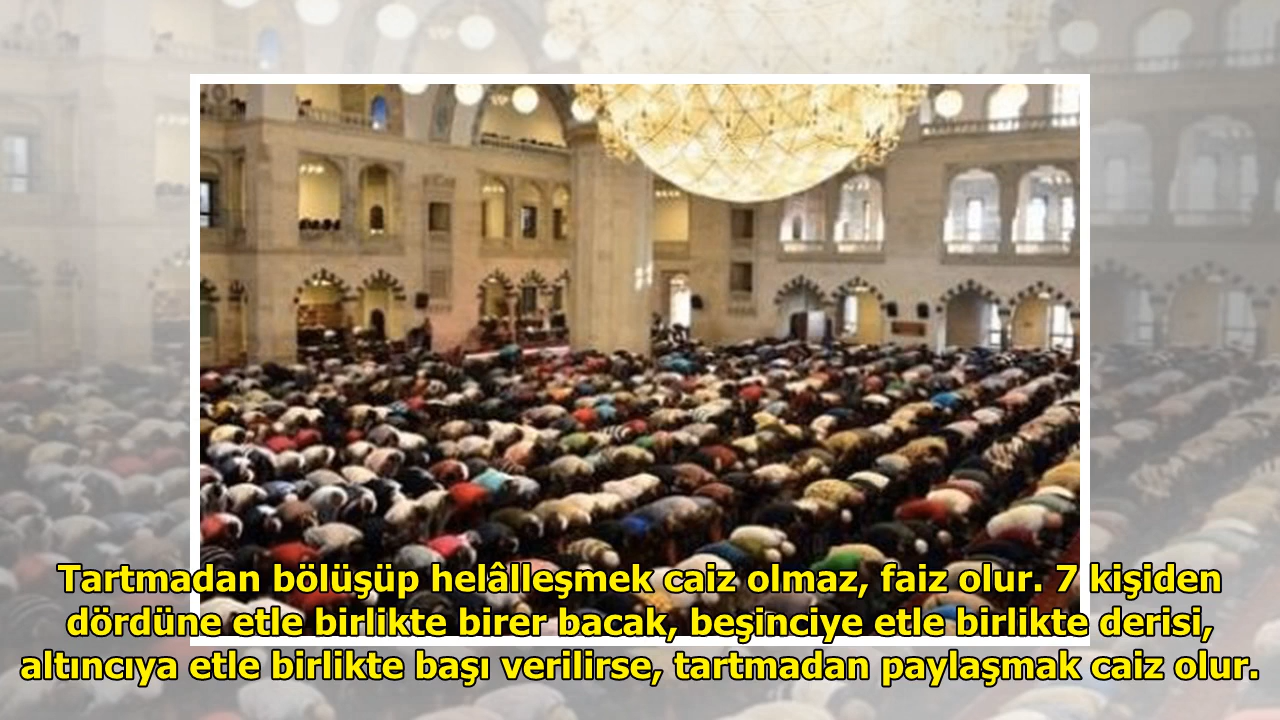 Tartmadan bölüşüp helâlleşmek caiz olmaz, faiz olur. 7 kişiden
dördüne etle birlikte birer bacak, beşinciye etle birlikte derisi,
altıncıya etle birlikte başı verilirse, tartmadan paylaşmak caiz olur.